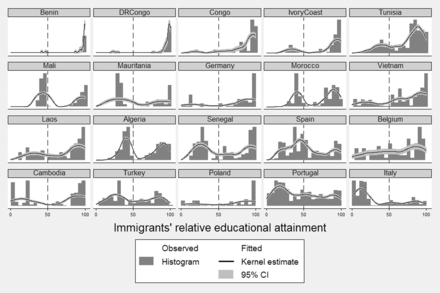 Benin DRCongo Congo IvoryCoast Tunisia
Mali Mauritania Germany Morocco Vietnam
Laos Algeria Senegal Spain Belgium
Cambodia Turkey Poland Portugal Italy
0 50 100 0 50 100 0 50 100 0 50 100 0 50 100
Immigrants' relative educational attainment
Observed Fitted
Histogram Kernel estimate
95% CI